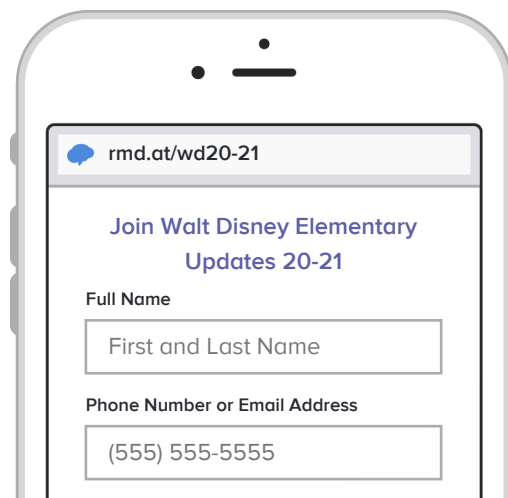 rmd.at/wd20-21
Join Walt Disney Elementary
Updates 20-21
Full Name
First and Last Name
Phone Number or Email Address
(555) 555-5555